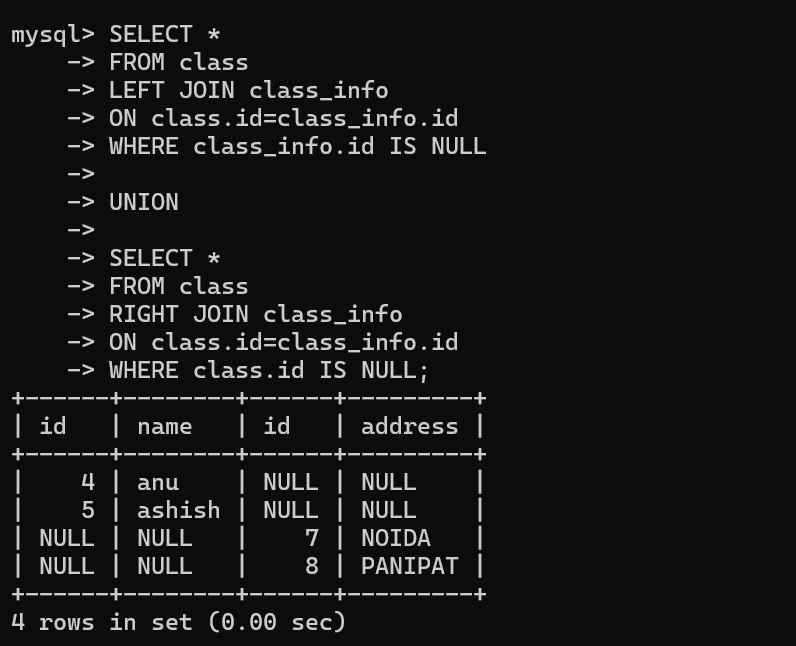 mysql> SELECT *
    -> FROM class
    -> LEFT JOIN class_info
    -> ON class.id=class_info.id
    -> WHERE class_info.id IS NULL
    ->
    -> UNION
    ->
    -> SELECT *
    -> FROM class
    -> RIGHT JOIN class_info
    -> ON class.id=class_info.id
    -> WHERE class.id IS NULL;
+------+--------+------+---------+
| id   | name   | id   | address |
+------+--------+------+---------+
|    4 | anu    | NULL | NULL    |
|    5 | ashish | NULL | NULL    |
| NULL | NULL   |    7 | NOIDA   |
| NULL | NULL   |    8 | PANIPAT |
+------+--------+------+---------+
4 rows in set (0.00 sec)